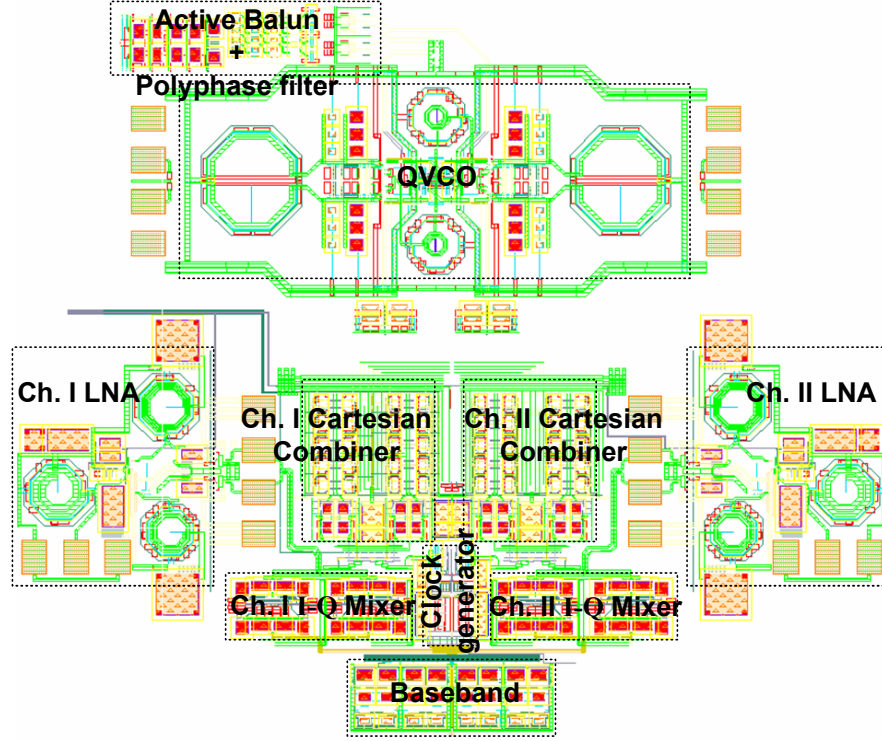 Active Balun
+
Polyphase filter
QVCO
Ch. I LNA
Ch. II LNA
Ch. I Cartesian
Combiner
Ch. II Cartesian
Combiner
Clock
generator
Ch. I I-Q Mixer
Ch. II I-Q Mixer
Baseband